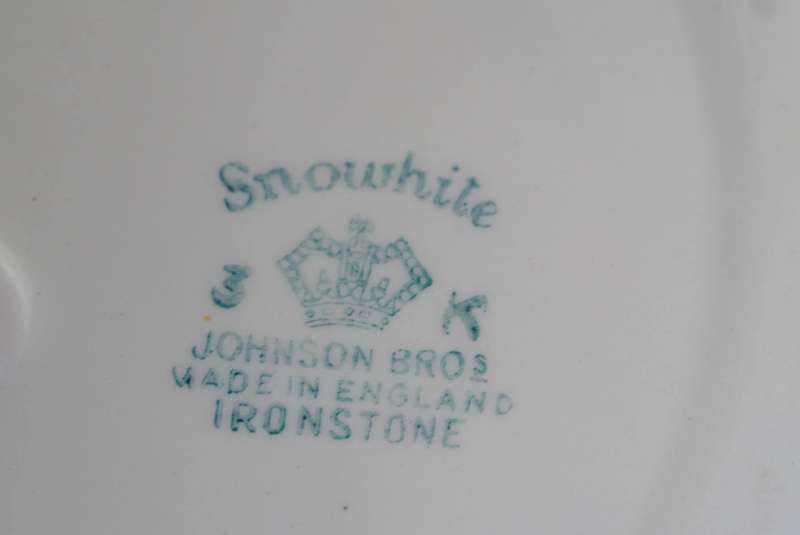 Snowhite
3 K
JOHNSON BROS
MADE IN ENGLAND
IRONSTONE